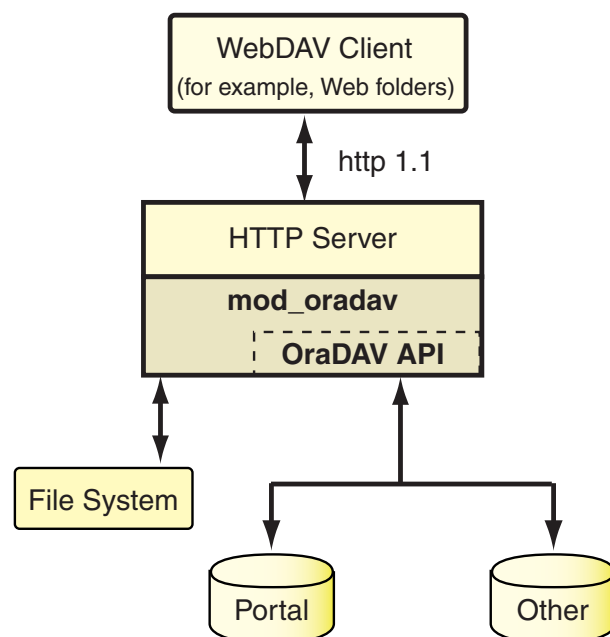 WebDAV Client
(for example, Web folders)
http 1.1
HTTP Server
mod_oradav
OraDAV API
File System
Portal
Other